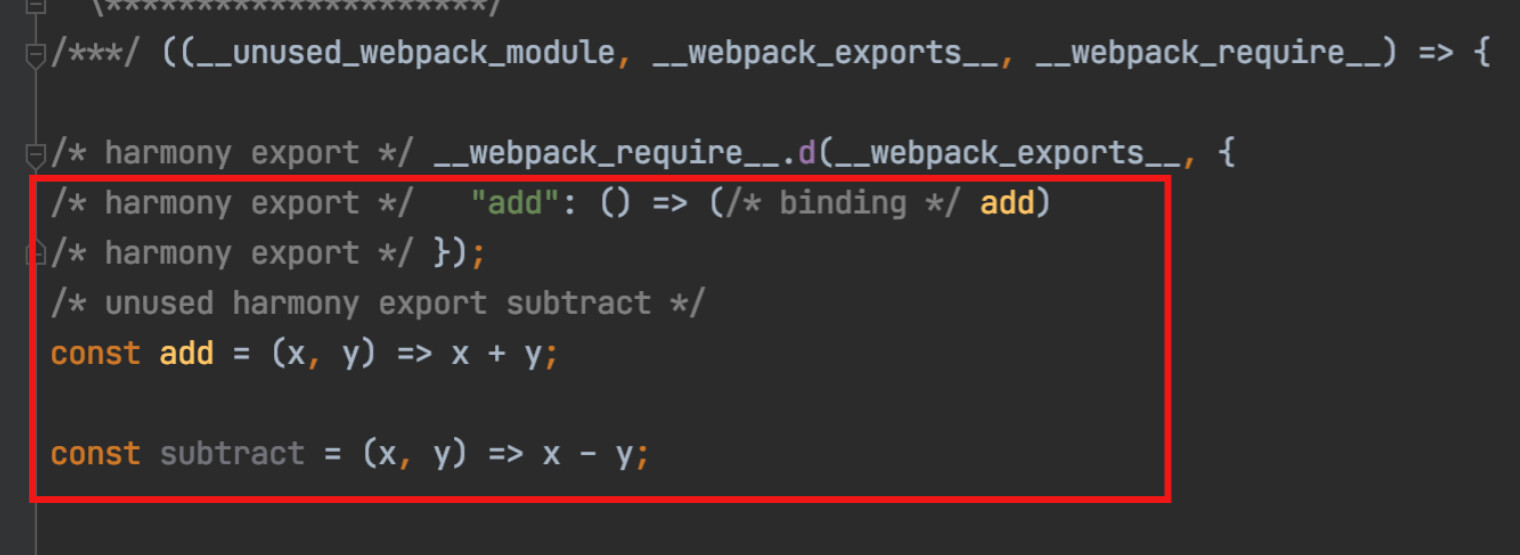 \*********************/
/***/ ((__unused_webpack_module, __webpack_exports__, __webpack_require__) => {
/* harmony export */ __webpack_require__.d(__webpack_exports__, {
/* harmony export */   "add": () => (/* binding */ add)
/* harmony export */ });
/* unused harmony export subtract */
const add = (x, y) => x + y;
const subtract = (x, y) => x - y;